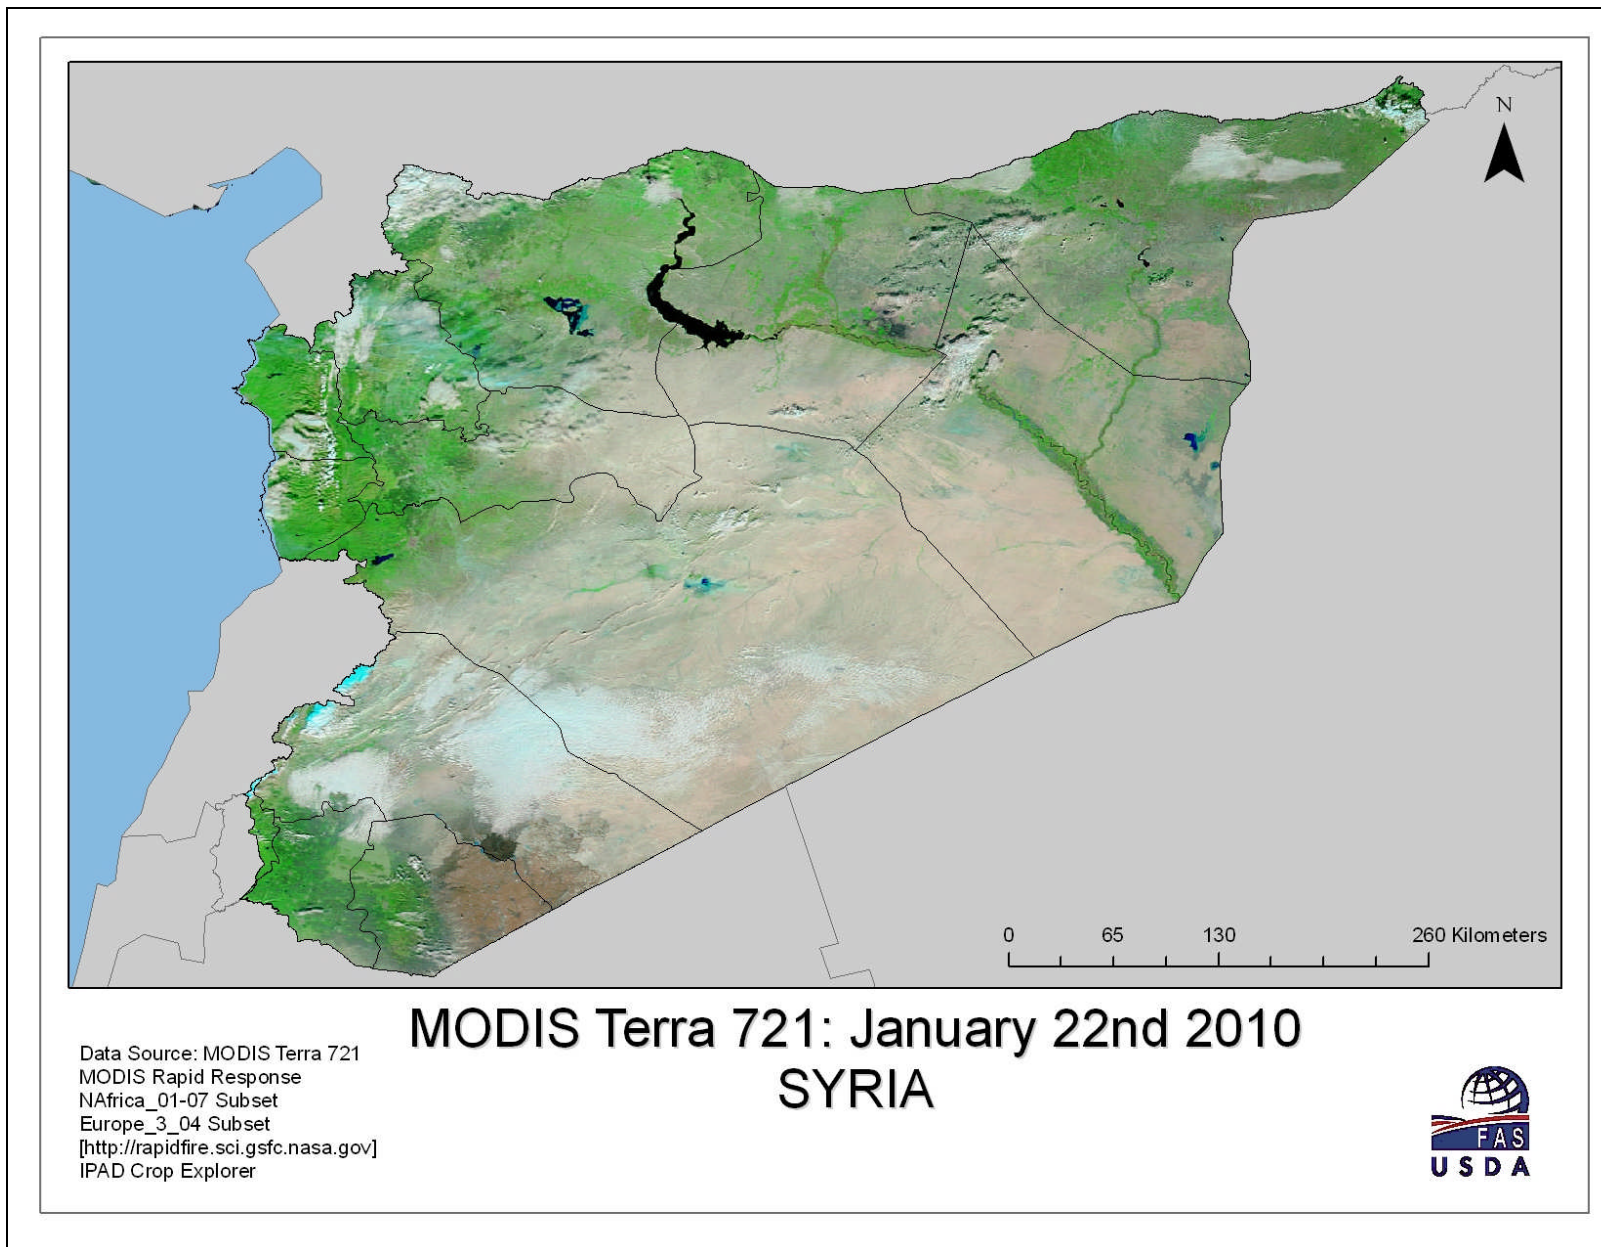 N
0 65 130 260 Kilometers
MODIS Terra 721: January 22nd 2010
SYRIA
Data Source: MODIS Terra 721
MODIS Rapid Response
NAfrica_01-07 Subset
Europe_3_04 Subset
[http://rapidfire.sci.gsfc.nasa.gov]
IPAD Crop Explorer
FAS
USDA